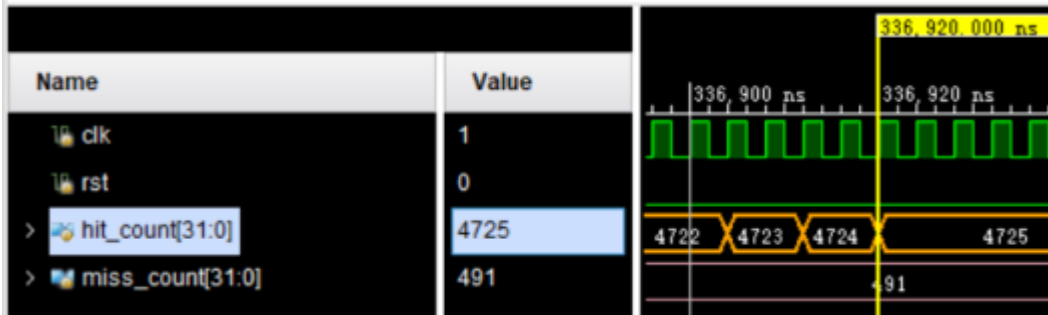 336,920.000 ns
Name Value
336,900 ns 336,920 ns
clk 1
rst 0
hit_count[31:0] 4725 4722 4723 4724 4725
miss_count[31:0] 491 491